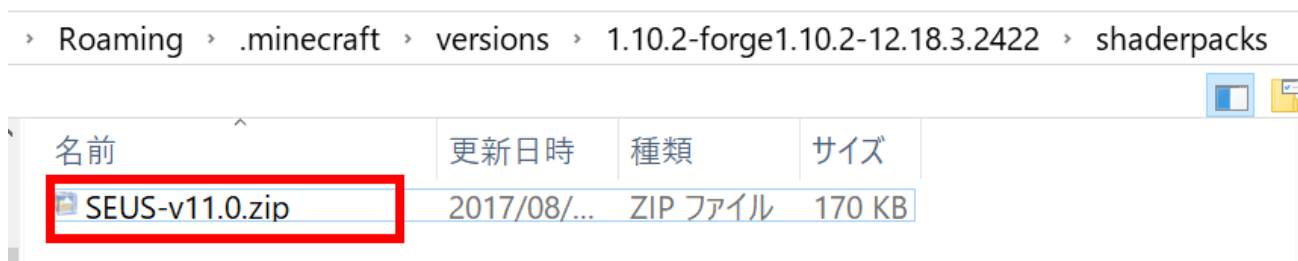 › Roaming › .minecraft › versions › 1.10.2-forge1.10.2-12.18.3.2422 › shaderpacks
名前 更新日時 種類 サイズ
SEUS-v11.0.zip 2017/08/... ZIP ファイル 170 KB